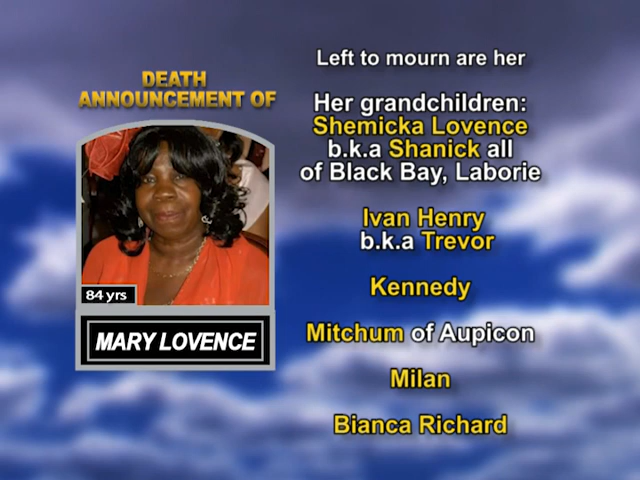 DEATH
ANNOUNCEMENT OF
84 yrs
MARY LOVENCE
Left to mourn are her
Her grandchildren:
Shemicka Lovence
b.k.a Shanick all
of Black Bay, Laborie
Ivan Henry
b.k.a Trevor
Kennedy
Mitchum of Aupicon
Milan
Bianca Richard